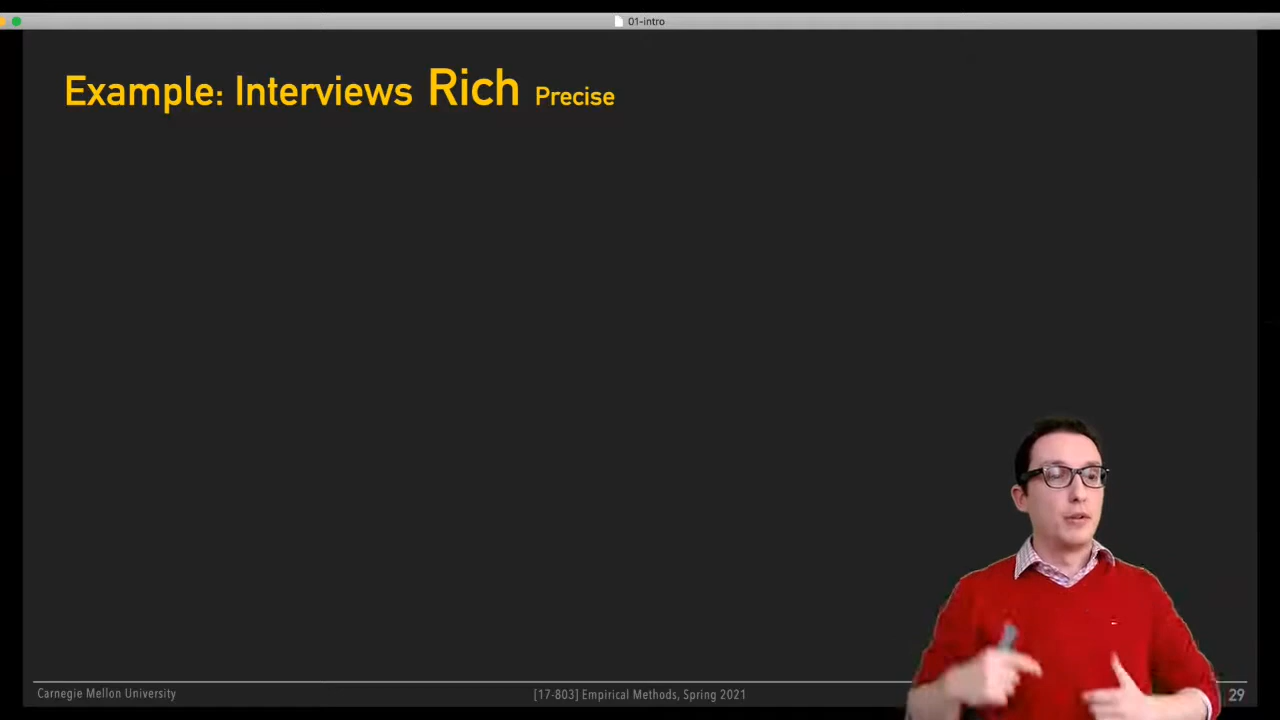 01-intro
Example: Interviews Rich Precise
Carnegie Mellon University
[17-803] Empirical Methods, Spring 2021
29